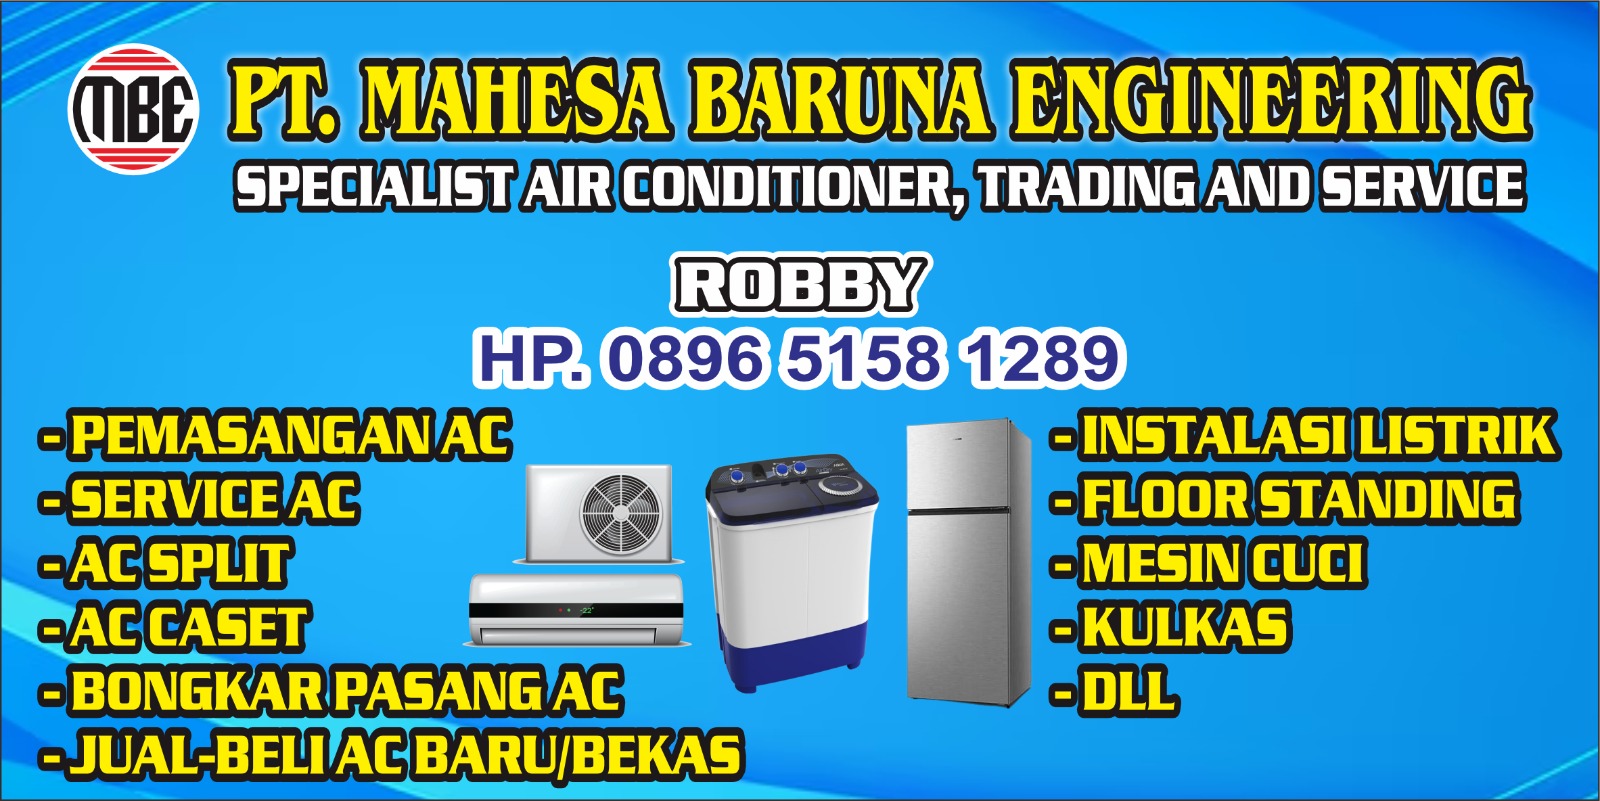 MBE
PT. MAHESA BARUNA ENGINEERING
SPECIALIST AIR CONDITIONER, TRADING AND SERVICE
ROBBY
HP. 0896 5158 1289
- PEMASANGAN AC
- SERVICE AC
- AC SPLIT
- AC CASET
- BONGKAR PASANG AC
- JUAL-BELI AC BARU/BEKAS
-22°
- INSTALASI LISTRIK
- FLOOR STANDING
- MESIN CUCI
- KULKAS
- DLL